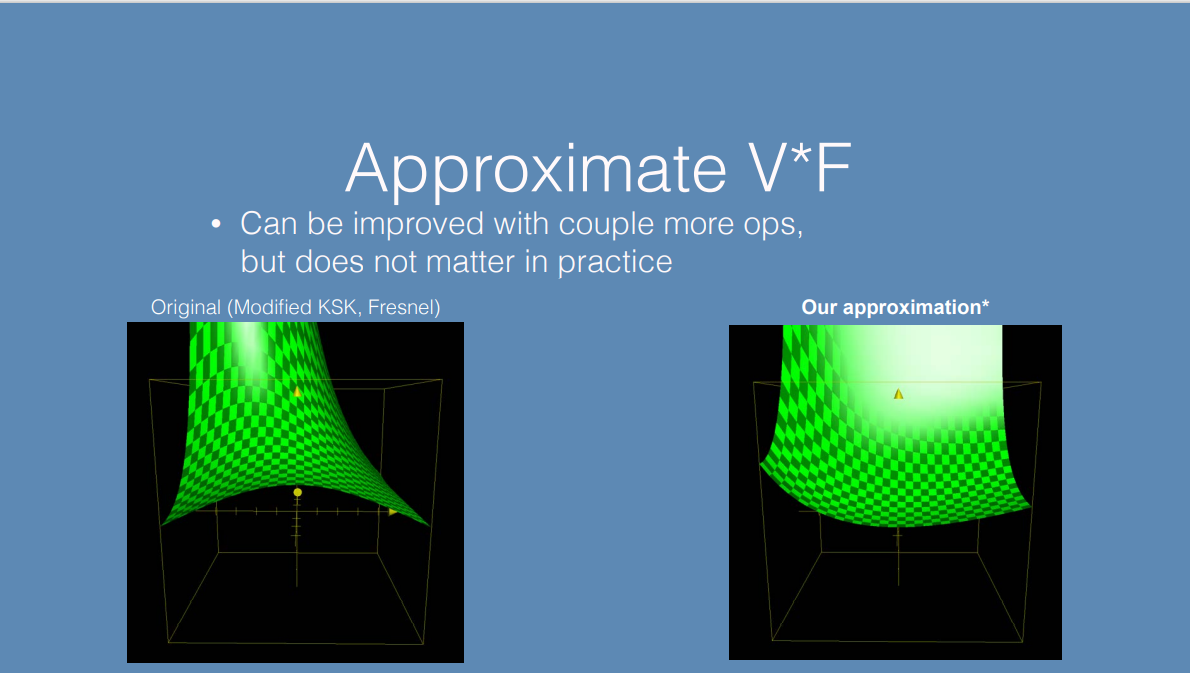 Approximate V*F
• Can be improved with couple more ops,
but does not matter in practice
Original (Modified KSK, Fresnel)
Our approximation*